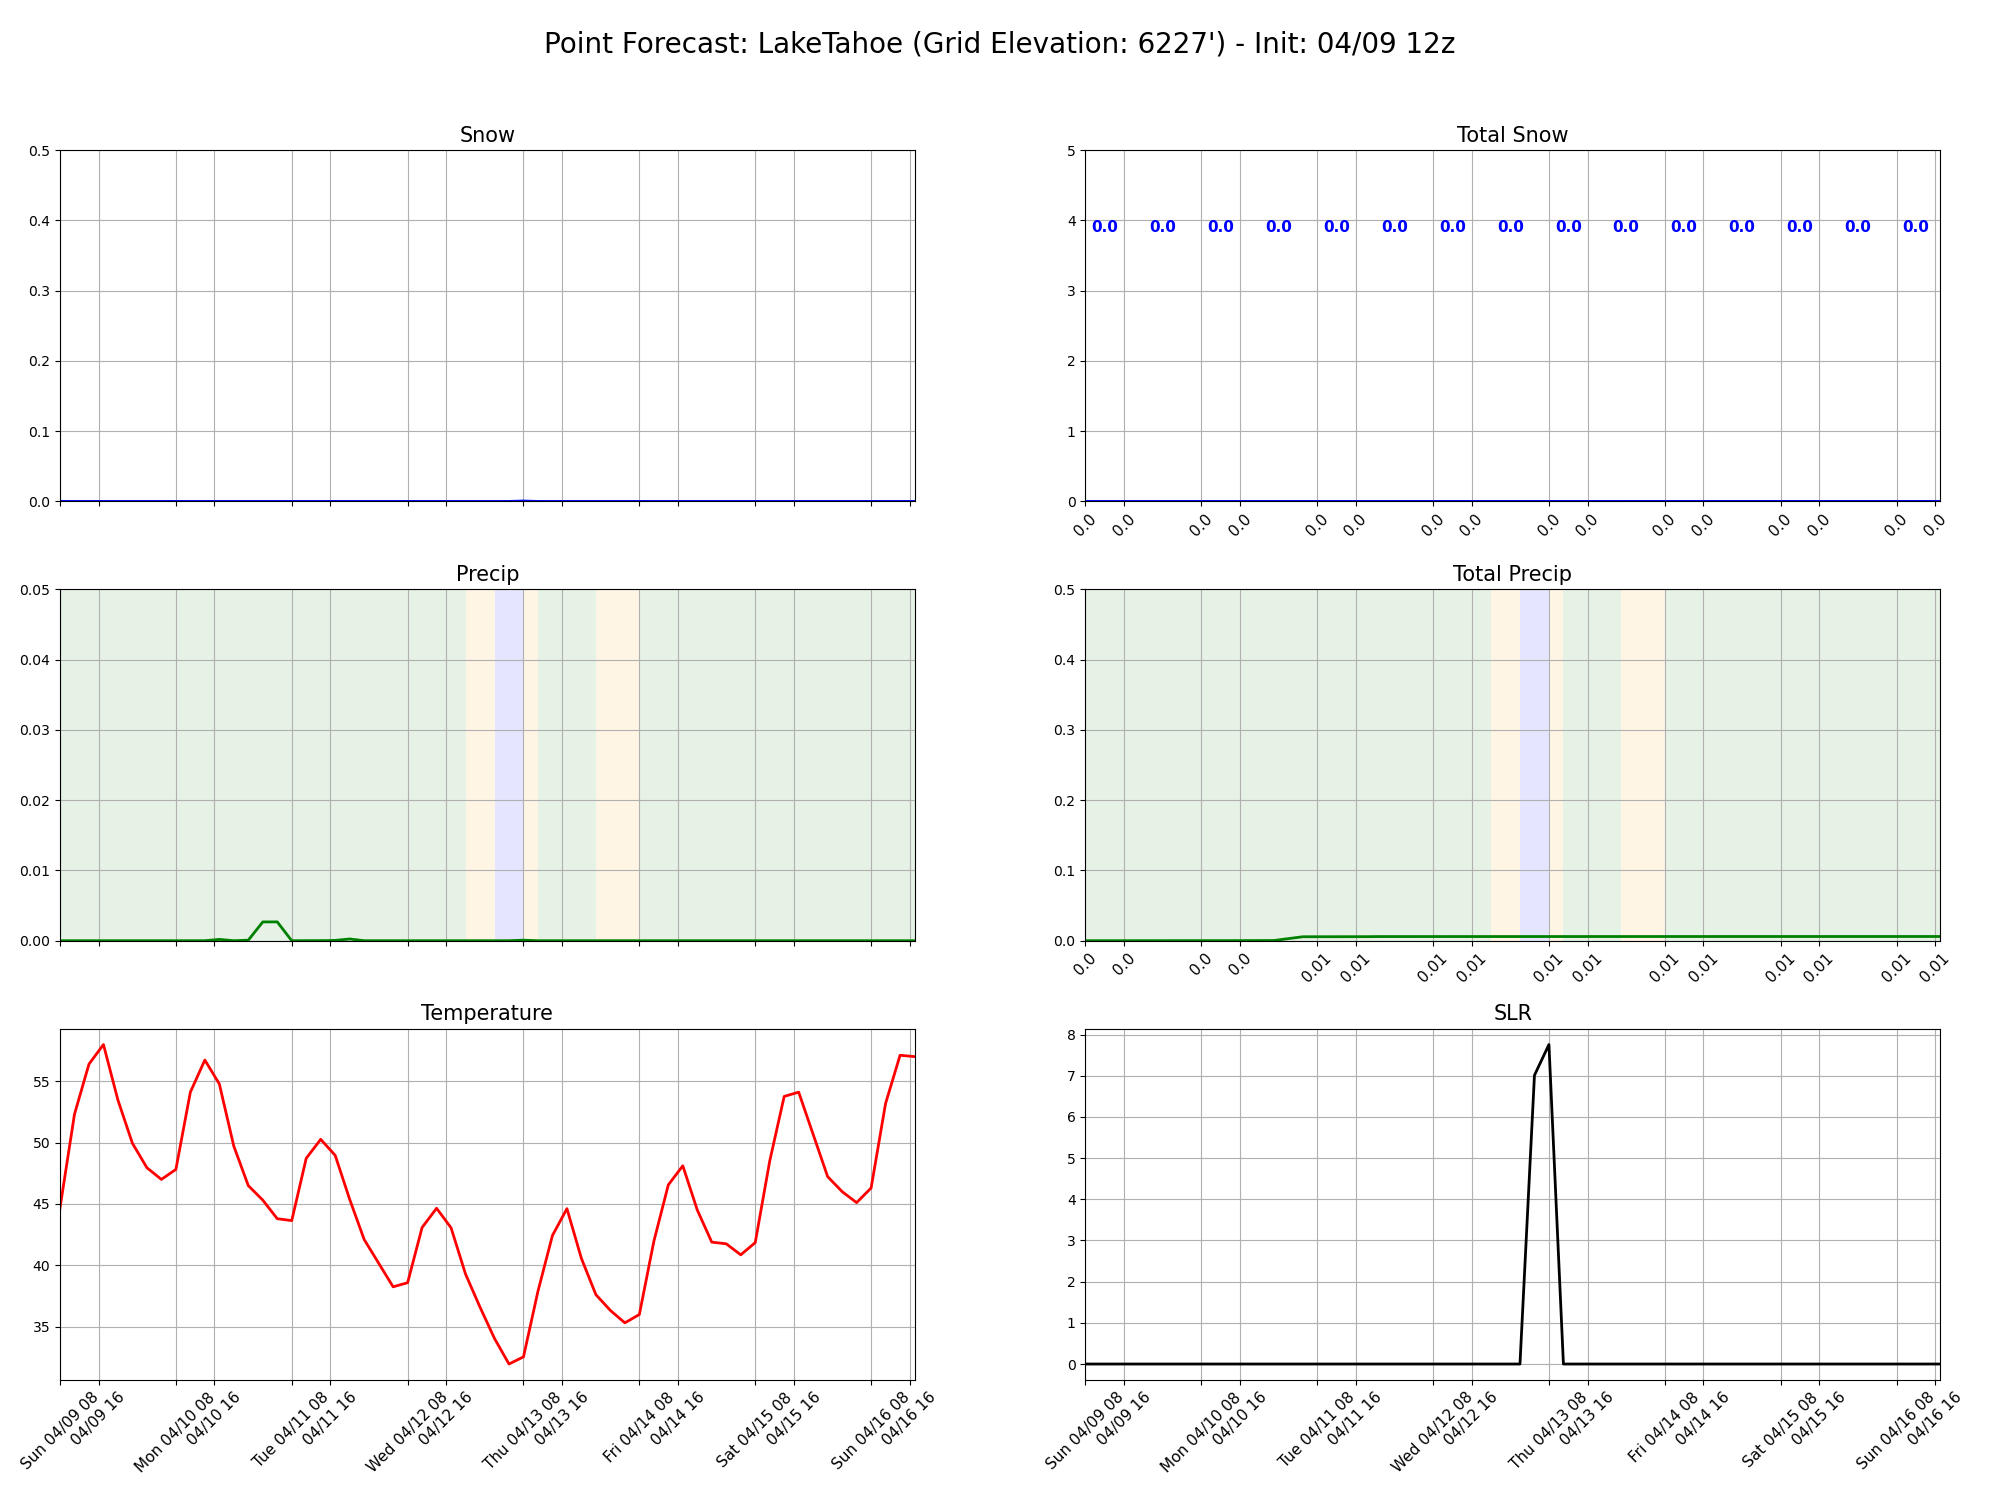 Point Forecast: LakeTahoe (Grid Elevation: 6227') - Init: 04/09 12z
Snow
0.5
0.4
0.3
0.2
0.1
0.0
Total Snow
5
4
3
2
1
0
0.0 0.0 0.0 0.0 0.0 0.0 0.0 0.0 0.0 0.0 0.0 0.0 0.0 0.0 0.0
0.0 0.0 0.0 0.0 0.0 0.0 0.0 0.0 0.0 0.0 0.0 0.0 0.0 0.0 0.0 0.0
Precip
0.05
0.04
0.03
0.02
0.01
0.00
Total Precip
0.5
0.4
0.3
0.2
0.1
0.0
0.0 0.0 0.0 0.0 0.01 0.01 0.01 0.01 0.01 0.01 0.01 0.01 0.01 0.01 0.01 0.01
Temperature
55
50
45
40
35
Sun 04/09 08
04/09 16
Mon 04/10 08
04/10 16
Tue 04/11 08
04/11 16
Wed 04/12 08
04/12 16
Thu 04/13 08
04/13 16
Fri 04/14 08
04/14 16
Sat 04/15 08
04/15 16
Sun 04/16 08
04/16 16
SLR
8
7
6
5
4
3
2
1
0
Sun 04/09 08
04/09 16
Mon 04/10 08
04/10 16
Tue 04/11 08
04/11 16
Wed 04/12 08
04/12 16
Thu 04/13 08
04/13 16
Fri 04/14 08
04/14 16
Sat 04/15 08
04/15 16
Sun 04/16 08
04/16 16